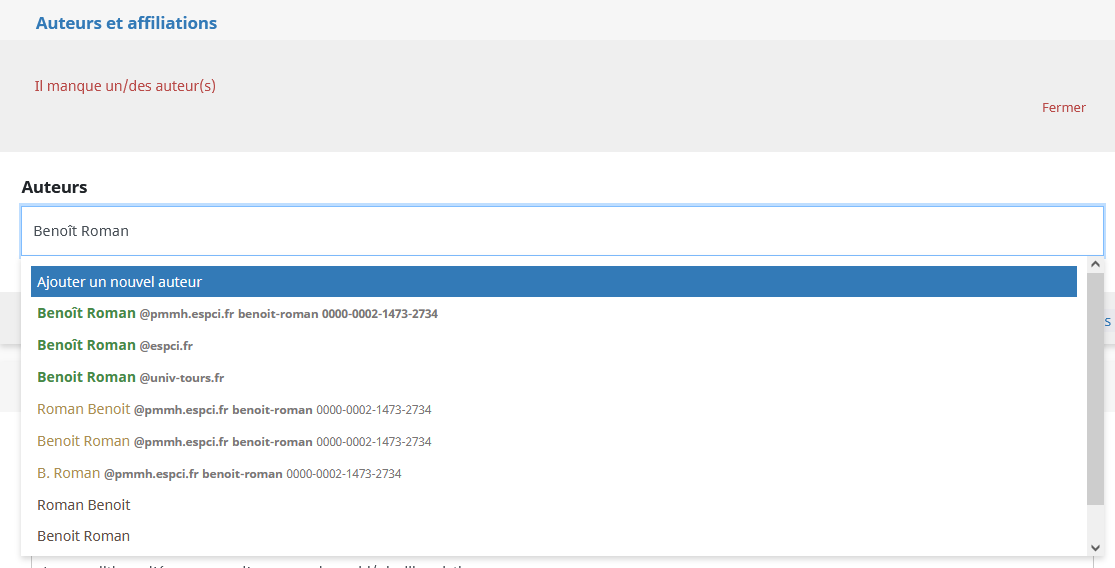 Auteurs et affiliations
Il manque un/des auteur(s)
Fermer
Auteurs
Benoît Roman
Ajouter un nouvel auteur
Benoît Roman @pmmh.espci.fr benoit-roman 0000-0002-1473-2734
Benoît Roman @espci.fr
Benoit Roman @univ-tours.fr
Roman Benoit @pmmh.espci.fr benoit-roman 0000-0002-1473-2734
Benoit Roman @pmmh.espci.fr benoit-roman 0000-0002-1473-2734
B. Roman @pmmh.espci.fr benoit-roman 0000-0002-1473-2734
Roman Benoit
Benoit Roman